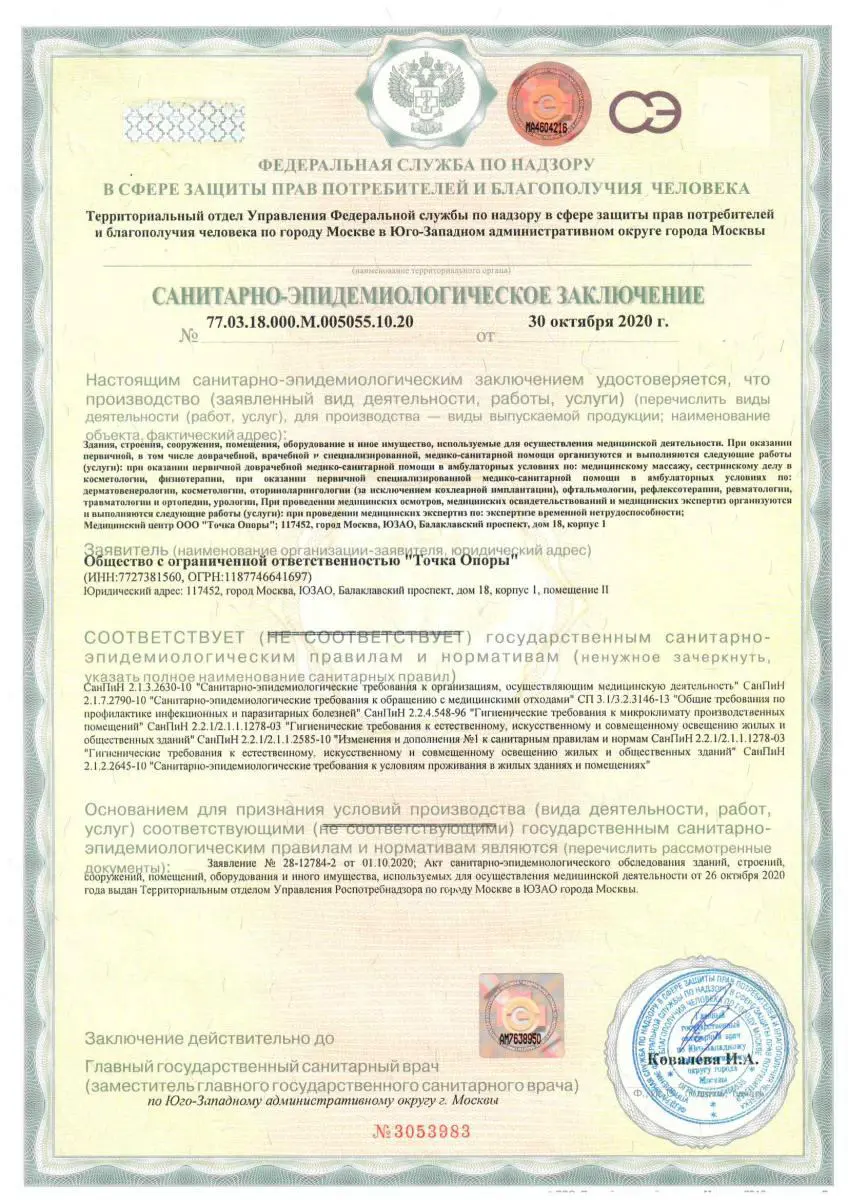 МА4604216
СЭ
ФЕДЕРАЛЬНАЯ СЛУЖБА ПО НАДЗОРУ
В СФЕРЕ ЗАЩИТЫ ПРАВ ПОТРЕБИТЕЛЕЙ И БЛАГОПОЛУЧИЯ ЧЕЛОВЕКА
Территориальный отдел Управления Федеральной службы по надзору в сфере защиты прав потребителей
и благополучия человека по городу Москве в Юго-Западном административном округе города Москвы
(наименование территориального органа)
САНИТАРНО-ЭПИДЕМИОЛОГИЧЕСКОЕ ЗАКЛЮЧЕНИЕ
№ 77.03.18.000.М.005055.10.20 от 30 октября 2020 г.
Настоящим санитарно-эпидемиологическим заключением удостоверяется, что
производство (заявленный вид деятельности, работы, услуги) (перечислить виды
деятельности (работ, услуг), для производства — виды выпускаемой продукции; наименование
объекта, фактический адрес):
Здания, строения, сооружения, помещения, оборудование и иное имущество, используемые для осуществления медицинской деятельности. При оказании
первичной, в том числе доврачебной, врачебной и специализированной, медико-санитарной помощи организуются и выполняются следующие работы
(услуги): при оказании первичной доврачебной медико-санитарной помощи в амбулаторных условиях по: медицинскому массажу, сестринскому делу в
косметологии, физиотерапии, при оказании первичной специализированной медико-санитарной помощи в амбулаторных условиях по:
дерматовенерологии, косметологии, оториноларингологии (за исключением кохлеарной имплантации), офтальмологии, рефлексотерапии, ревматологии,
травматологии и ортопедии, урологии, При проведении медицинских осмотров, медицинских освидетельствований и медицинских экспертиз организуются
и выполняются следующие работы (услуги): при проведении медицинских экспертиз по: экспертизе временной нетрудоспособности;
Медицинский центр ООО "Точка Опоры"; 117452, город Москва, ЮЗАО, Балаклавский проспект, дом 18, корпус 1
Заявитель (наименование организации-заявителя, юридический адрес)
Общество с ограниченной ответственностью "Точка Опоры"
(ИНН:7727381560, ОГРН:1187746641697)
Юридический адрес: 117452, город Москва, ЮЗАО, Балаклавский проспект, дом 18, корпус 1, помещение II
СООТВЕТСТВУЕТ (НЕ СООТВЕТСТВУЕТ) государственным санитарно-
эпидемиологическим правилам и нормативам (ненужное зачеркнуть,
указать полное наименование санитарных правил)
СанПиН 2.1.3.2630-10 "Санитарно-эпидемиологические требования к организациям, осуществляющим медицинскую деятельность" СанПиН
2.1.7.2790-10 "Санитарно-эпидемиологические требования к обращению с медицинскими отходами" СП 3.1/3.2.3146-13 "Общие требования по
профилактике инфекционных и паразитарных болезней" СанПиН 2.2.4.548-96 "Гигиенические требования к микроклимату производственных
помещений" СанПиН 2.2.1/2.1.1.1278-03 "Гигиенические требования к естественному, искусственному и совмещенному освещению жилых и
общественных зданий" СанПиН 2.2.1/2.1.1.2585-10 "Изменения и дополнения №1 к санитарным правилам и нормам СанПиН 2.2.1/2.1.1.1278-03
"Гигиенические требования к естественному, искусственному и совмещенному освещению жилых и общественных зданий" СанПиН
2.1.2.2645-10 "Санитарно-эпидемиологические требования к условиям проживания в жилых зданиях и помещениях"
Основанием для признания условий производства (вида деятельности, работ,
услуг) соответствующими (не соответствующими) государственным санитарно-
эпидемиологическим правилам и нормативам являются (перечислить рассмотренные
документы): Заявление № 28-12784-2 от 01.10.2020; Акт санитарно-эпидемиологического обследования зданий, строений,
сооружений, помещений, оборудования и иного имущества, используемых для осуществления медицинской деятельности от 26 октября 2020
года выдан Территориальным отделом Управления Роспотребнадзора по городу Москве в ЮЗАО города Москвы.
АМ7638950
Заключение действительно до
Главный государственный санитарный врач
(заместитель главного государственного санитарного врача)
по Юго-Западному административному округу г. Москвы
Главный
государственный
санитарный врач
по Юго-Западному
Ковалева И.А.
округу города
Москвы
№3053983